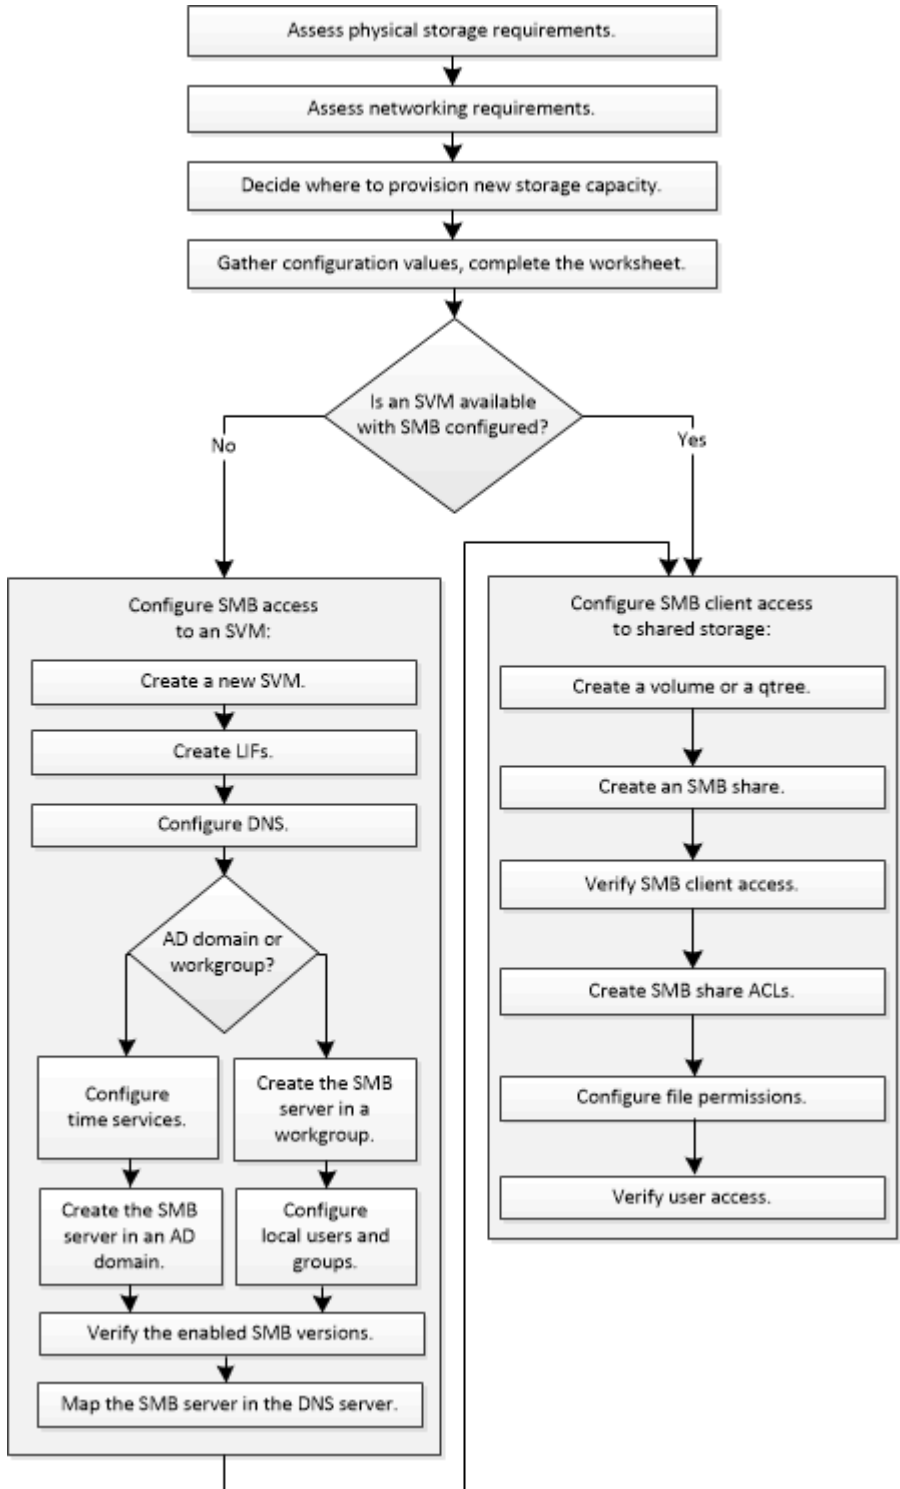 Assess physical storage requirements.
Assess networking requirements.
Decide where to provision new storage capacity.
Gather configuration values, complete the worksheet.
Is an SVM available
with SMB configured?
No
Yes
Configure SMB access
to an SVM:
Create a new SVM.
Create LIFs.
Configure DNS.
AD domain or
workgroup?
Configure
time services.
Create the SMB
server in a
workgroup.
Create the SMB
server in an AD
domain.
Configure
local users and
groups.
Verify the enabled SMB versions.
Map the SMB server in the DNS server.
Configure SMB client access
to shared storage:
Create a volume or a qtree.
Create an SMB share.
Verify SMB client access.
Create SMB share ACLs.
Configure file permissions.
Verify user access.